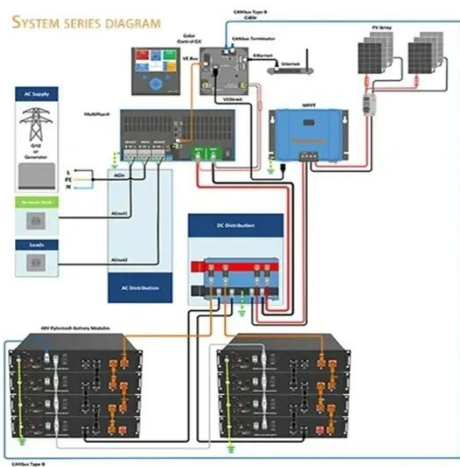 SYSTEM SERIES DIAGRAM
CANbus Type B
Cable
Color
Control GX
CANbus Terminator
PV Array
VE Bus
Ethernet
Internet
AC Supply
VEDirect
MultiPlus-II
MPPT
Grid
or
Generator
L
PE
N
ACin
ACout1
Loads
DC Distribution
ACout2
AC Distribution
48V Pylontech Battery Modules
CANbus Type B